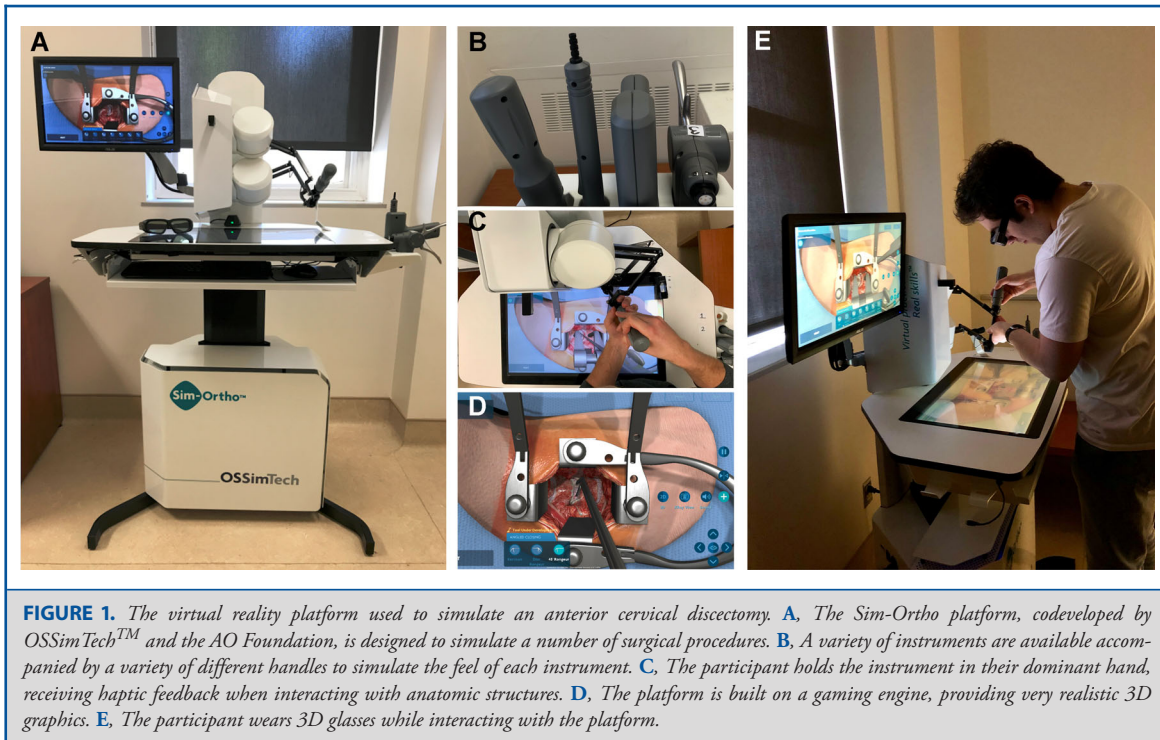 A
B
E
C
1
2
Virtual
Real skills
D
+
Sim-Ortho™
OSSimTech
FIGURE 1. The virtual reality platform used to simulate an anterior cervical discectomy. A, The Sim-Ortho platform, codeveloped by
OSSimTech™ and the AO Foundation, is designed to simulate a number of surgical procedures. B, A variety of instruments are available accom-
panied by a variety of different handles to simulate the feel of each instrument. C, The participant holds the instrument in their dominant hand,
receiving haptic feedback when interacting with anatomic structures. D, The platform is built on a gaming engine, providing very realistic 3D
graphics. E, The participant wears 3D glasses while interacting with the platform.